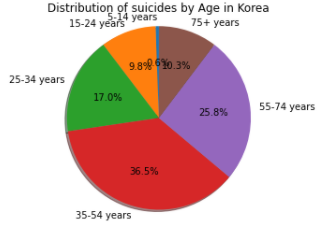 Distribution of suicides by Age in Korea
5-14 years
75+ years
15-24 years
0.6%
10.3%
9.8%
25-34 years
17.0%
55-74 years
25.8%
36.5%
35-54 years